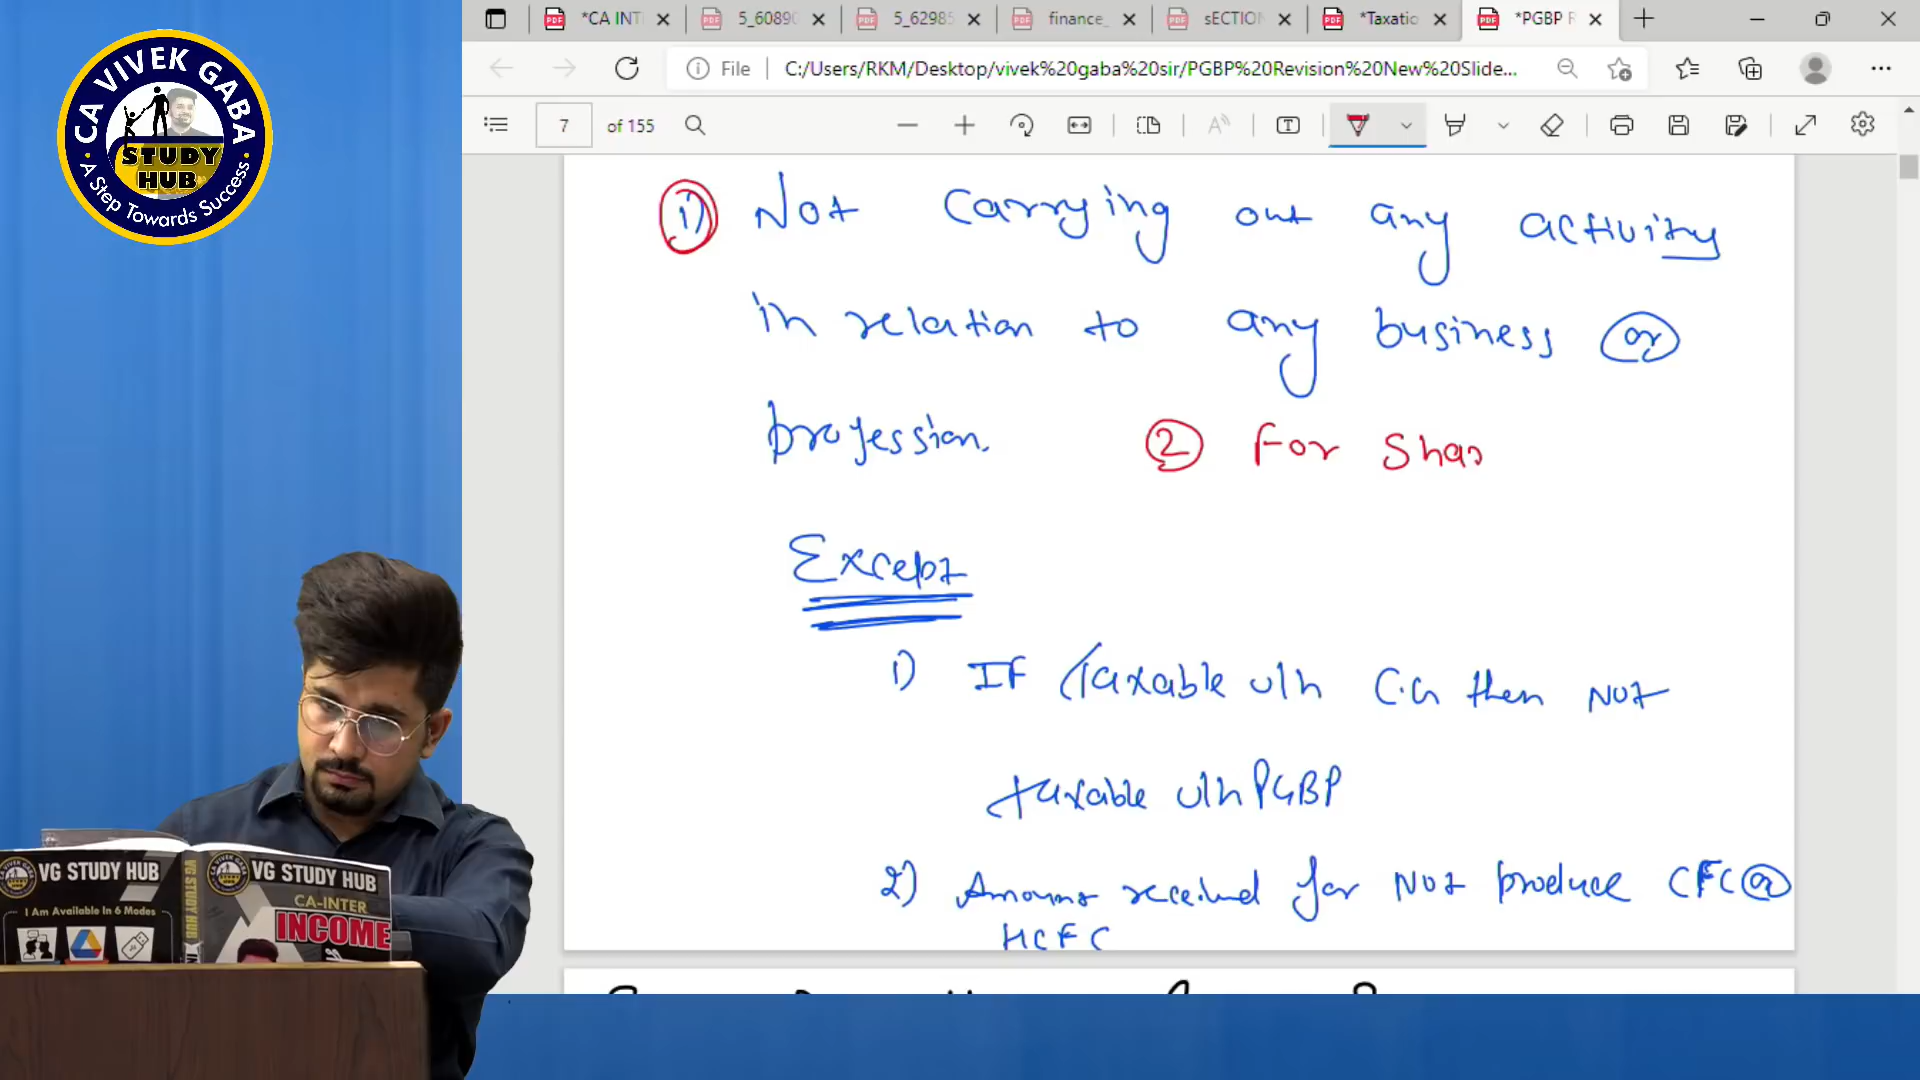 *CA INT
5_6089
5_6298
finance_
sECTION
*Taxatio
*PGBP R
File
C:/Users/RKM/Desktop/vivek%20gaba%20sir/PGBP%20Revision%20New%20Slide...
7 of 155
CA VIVEK GABA
STUDY HUB
A Step Towards Success
i) Not carrying out any activity
in relation to any business or
profession.
2 For Shar
Except
1) If Taxable u/h C.G then Not
taxable u/h PGBP
2) Amount received for Not produce CFC or
HCFC
VG STUDY HUB
I Am Available In 6 Modes
VG STUDY HUB
VG STUDY HUB
CA-INTER
INCOME